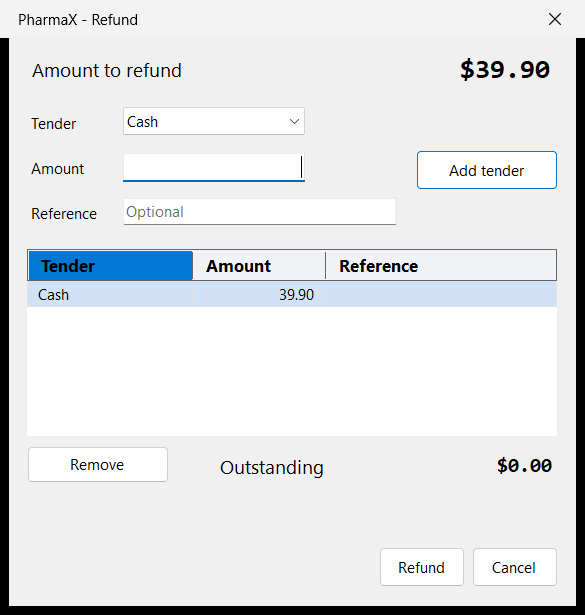 PharmaX - Refund
Amount to refund $39.90
Tender Cash
Amount
Add tender
Reference Optional
Tender Amount Reference
Cash 39.90
Remove Outstanding $0.00
Refund Cancel